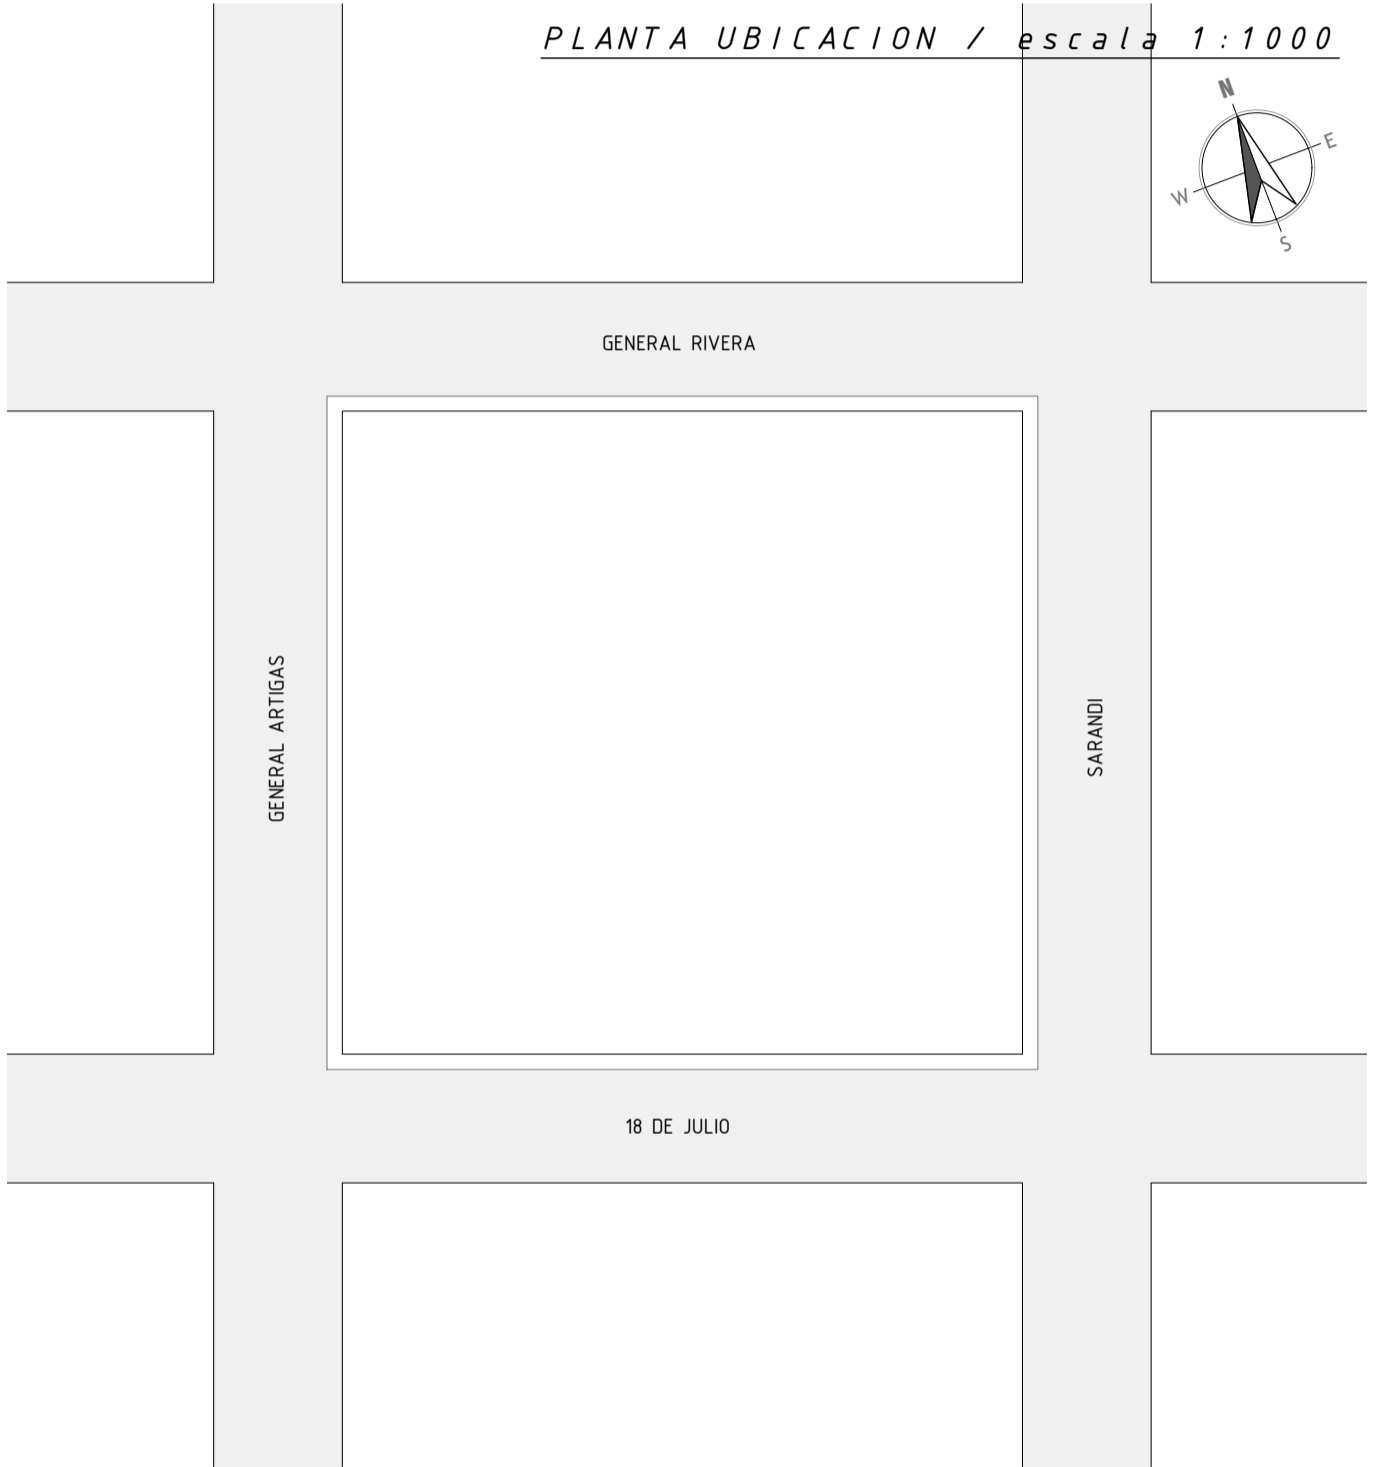 PLANTA UBICACION / escala 1:1000
N
E
W
S
GENERAL RIVERA
GENERAL ARTIGAS
SARANDI
18 DE JULIO